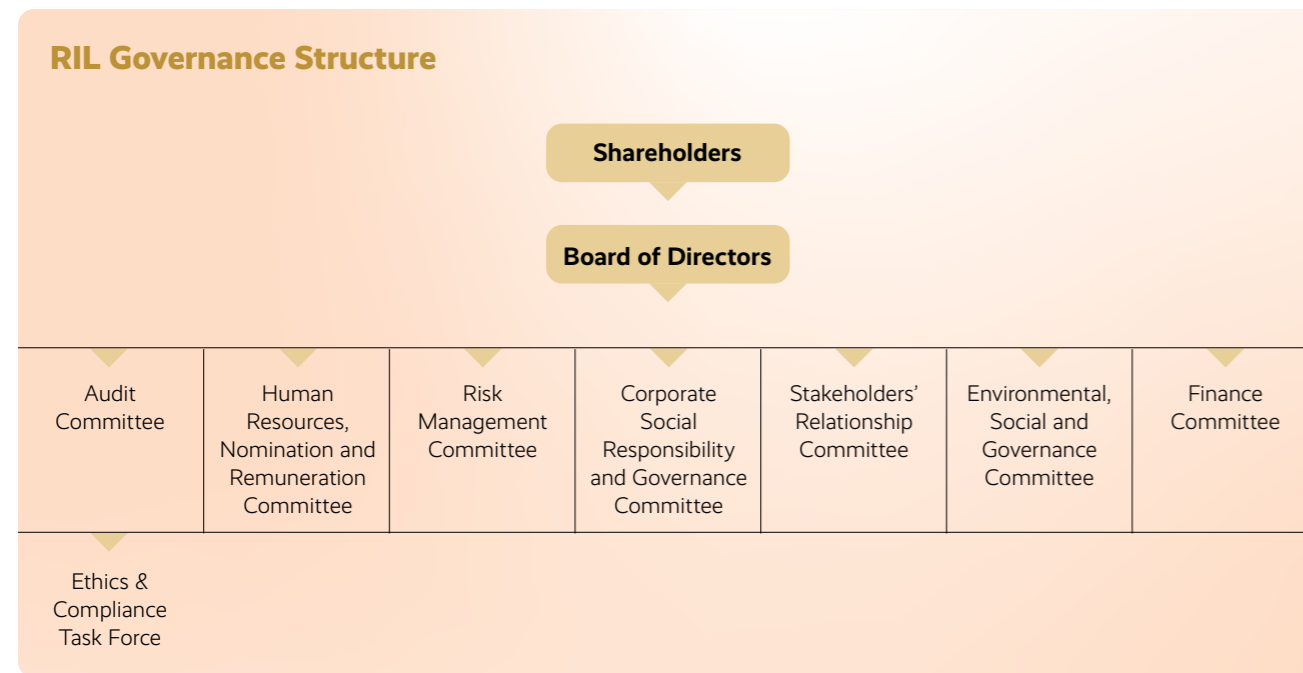 RIL Governance Structure
Shareholders
Board of Directors
Audit
Committee
Human
Resources,
Nomination and
Remuneration
Committee
Risk
Management
Committee
Corporate
Social
Responsibility
and Governance
Committee
Stakeholders’
Relationship
Committee
Environmental,
Social and
Governance
Committee
Finance
Committee
Ethics &
Compliance
Task Force